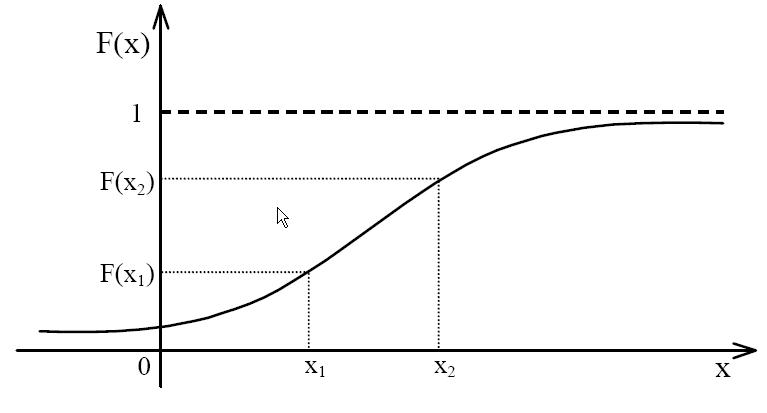 F(x)
1
F(x₂)
F(x₁)
0
x₁
x₂
x